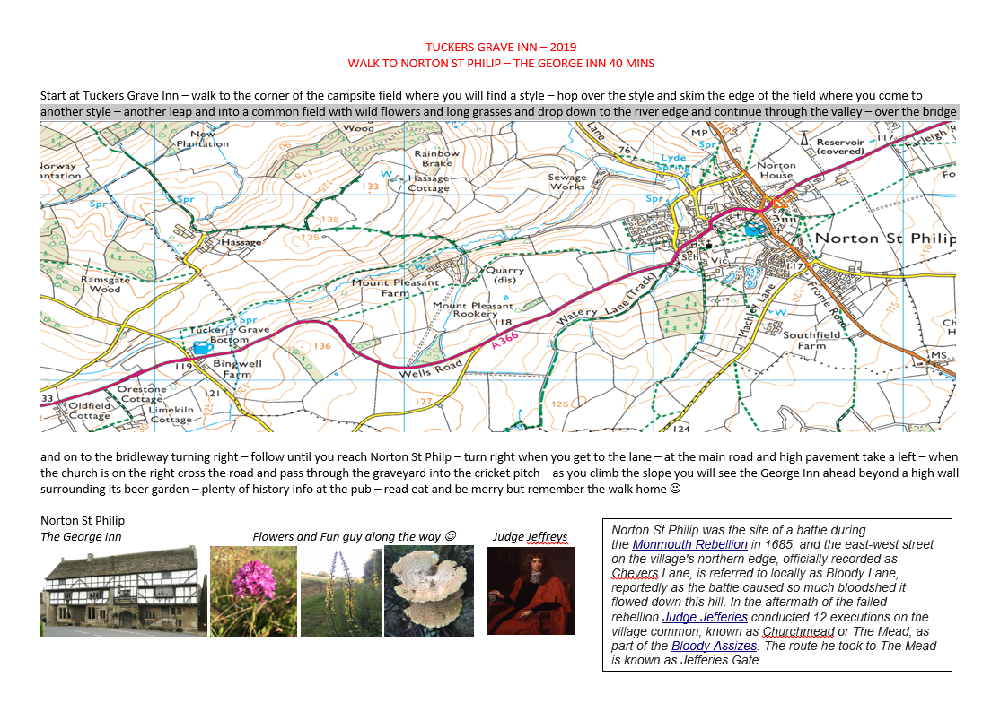 TUCKERS GRAVE INN – 2019
WALK TO NORTON ST PHILIP – THE GEORGE INN 40 MINS
Start at Tuckers Grave Inn – walk to the corner of the campsite field where you will find a style – hop over the style and skim the edge of the field where you come to
another style – another leap and into a common field with wild flowers and long grasses and drop down to the river edge and continue through the valley – over the bridge
New
Plantation
Wood
Rainbow
Brake
Lane
76
MP
Spr
Reservoir
(covered)
117
Farleigh R
Norway
antation
Spr
Spr
90
100
115
125
W
133
Hassage
Cottage
Sewage
Works
Lyde
Spring
Spr
Norton
House
Fo
135
135
Hassage
Inn
Norton St Philip
Sch
Vic
117
Ramsgate
Wood
W
Mount Pleasant
Farm
Quarry
(dis)
Mount Pleasant
Rookery
118
Watery Lane (Track)
A 366
Machley Lane
120
Frome Road
115
110
W
Southfield
Farm
Ch
H
MS
Spr
Tucker's Grave
Bottom
136
119
Bingwell
Farm
Wells Road
33
Orestone
Cottage
Oldfield
Cottage
Limekiln
Cottage
121
125
120
127
125
124
and on to the bridleway turning right – follow until you reach Norton St Philp – turn right when you get to the lane – at the main road and high pavement take a left – when
the church is on the right cross the road and pass through the graveyard into the cricket pitch – as you climb the slope you will see the George Inn ahead beyond a high wall
surrounding its beer garden – plenty of history info at the pub – read eat and be merry but remember the walk home ☺
Norton St Philip
The George Inn
Flowers and Fun guy along the way ☺
Judge Jeffreys
Norton St Philip was the site of a battle during
the Monmouth Rebellion in 1685, and the east-west street
on the village's northern edge, officially recorded as
Chevers Lane, is referred to locally as Bloody Lane,
reportedly as the battle caused so much bloodshed it
flowed down this hill. In the aftermath of the failed
rebellion Judge Jefferies conducted 12 executions on the
village common, known as Churchmead or The Mead, as
part of the Bloody Assizes. The route he took to The Mead
is known as Jefferies Gate